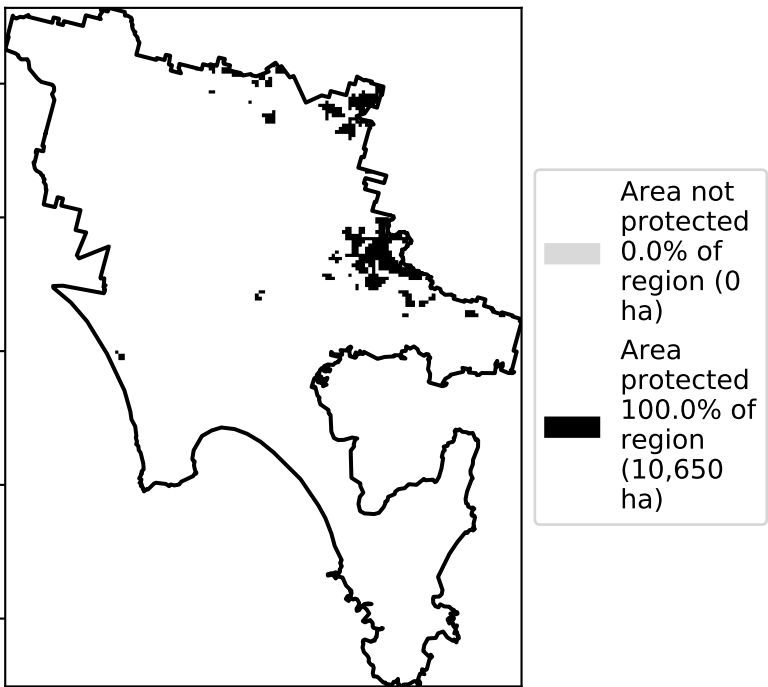 Area not
protected
0.0% of
region (0
ha)
Area
protected
100.0% of
region
(10,650
ha)